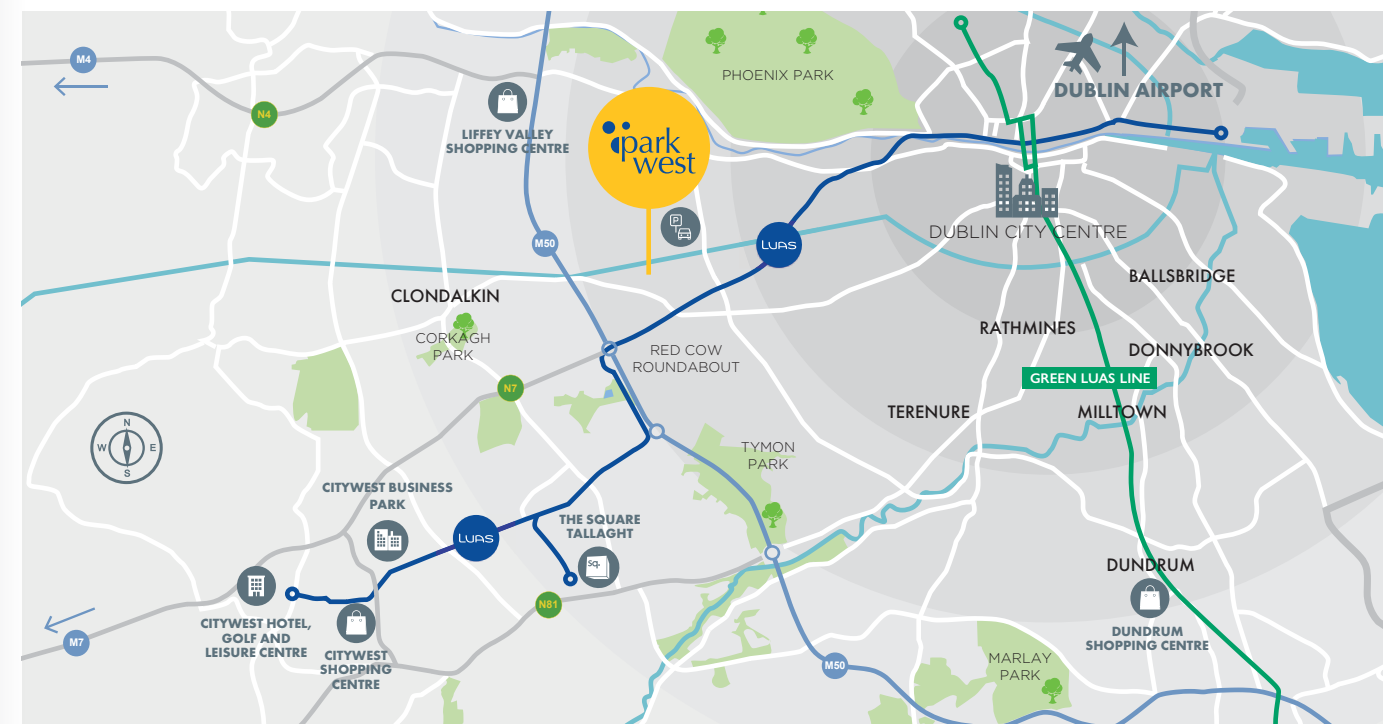 M4
N4
LIFFEY VALLEY
SHOPPING CENTRE
park
west
P
PHOENIX PARK
DUBLIN AIRPORT
M50
LUAS
DUBLIN CITY CENTRE
BALLSBRIDGE
CLONDALKIN
CORKAGH
PARK
RED COW
ROUNDABOUT
RATHMINES
DONNYBROOK
GREEN LUAS LINE
N7
TERENURE
MILLTOWN
N
W
E
S
TYMON
PARK
CITYWEST BUSINESS
PARK
LUAS
THE SQUARE
TALLAGHT
Sq.
DUNDRUM
N81
CITYWEST HOTEL,
GOLF AND
LEISURE CENTRE
CITYWEST
SHOPPING
CENTRE
M7
DUNDRUM
SHOPPING CENTRE
M50
MARLAY
PARK